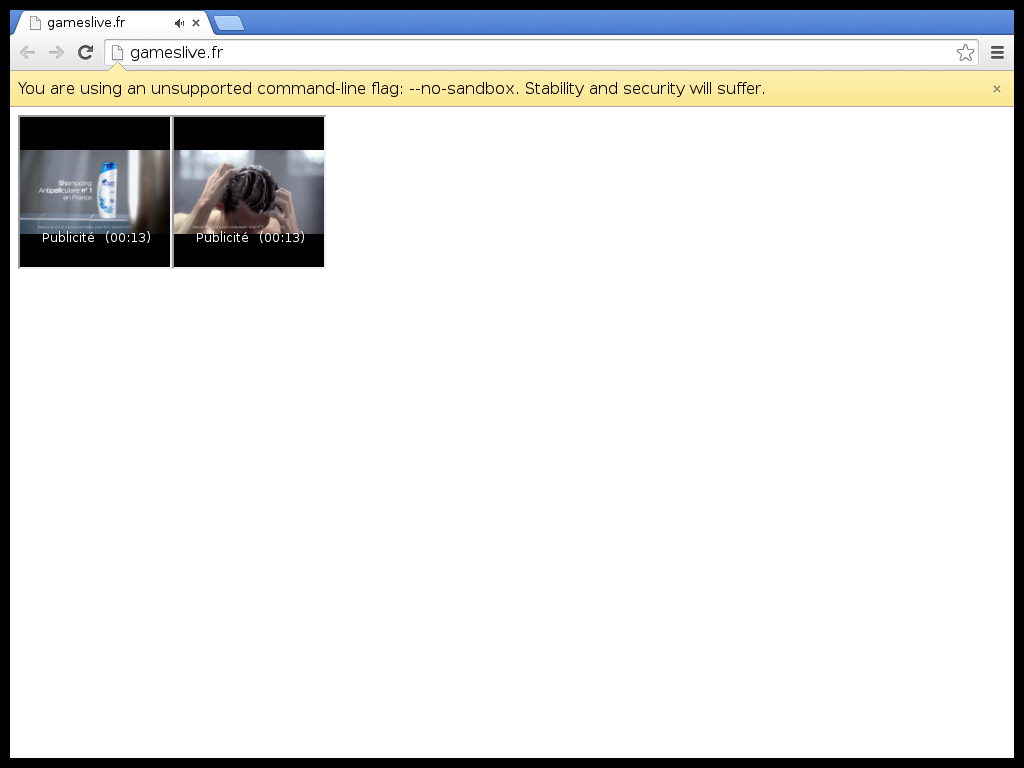 gameslive.fr
gameslive.fr
You are using an unsupported command-line flag: --no-sandbox. Stability and security will suffer.
Shampooing
Antipelliculaire n° 1
en France
Publicité (00:13)
Publicité (00:13)